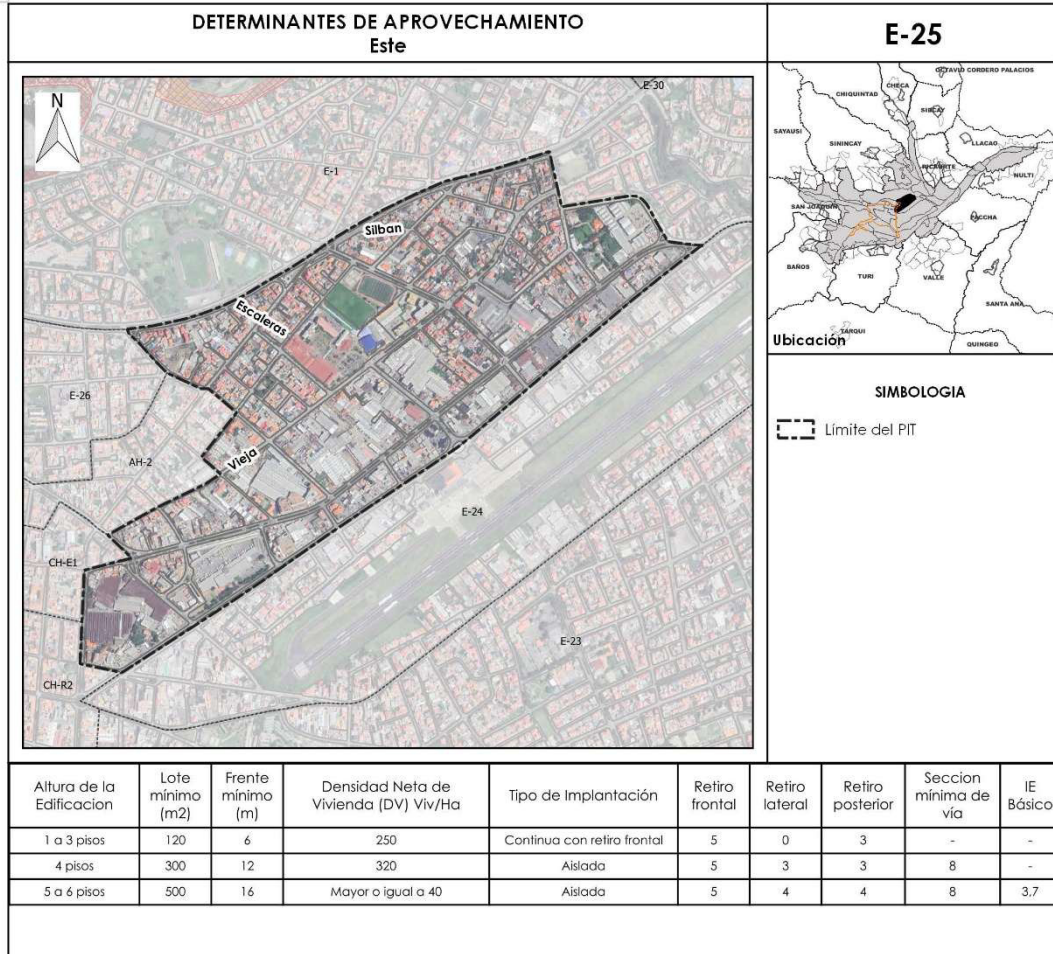 DETERMINANTES DE APROVECHAMIENTO
Este
E-25
N
E-30
E-1
Silban
Escaleras
E-26
AH-2
Vieja
E-24
CH-E1
E-23
CH-R2
OCTAVIO CORDERO PALACIOS
CHECA
CHIQUINTAD
SIDCAY
SAYAUSI
LLACAO
SININCAY
RICAURTE
NULTI
SAN JOAQUIN
PACCHA
BAÑOS
TURI
VALLE
SANTA ANA
TARQUI
Ubicación
QUINGEO
SIMBOLOGIA
Límite del PIT
Altura de la Edificacion | Lote mínimo (m2) | Frente mínimo (m) | Densidad Neta de Vivienda (DV) Viv/Ha | Tipo de Implantación | Retiro frontal | Retiro lateral | Retiro posterior | Seccion mínima de vía | IE Básico
1 a 3 pisos | 120 | 6 | 250 | Continua con retiro frontal | 5 | 0 | 3 | - | -
4 pisos | 300 | 12 | 320 | Aislada | 5 | 3 | 3 | 8 | -
5 a 6 pisos | 500 | 16 | Mayor o igual a 40 | Aislada | 5 | 4 | 4 | 8 | 3,7